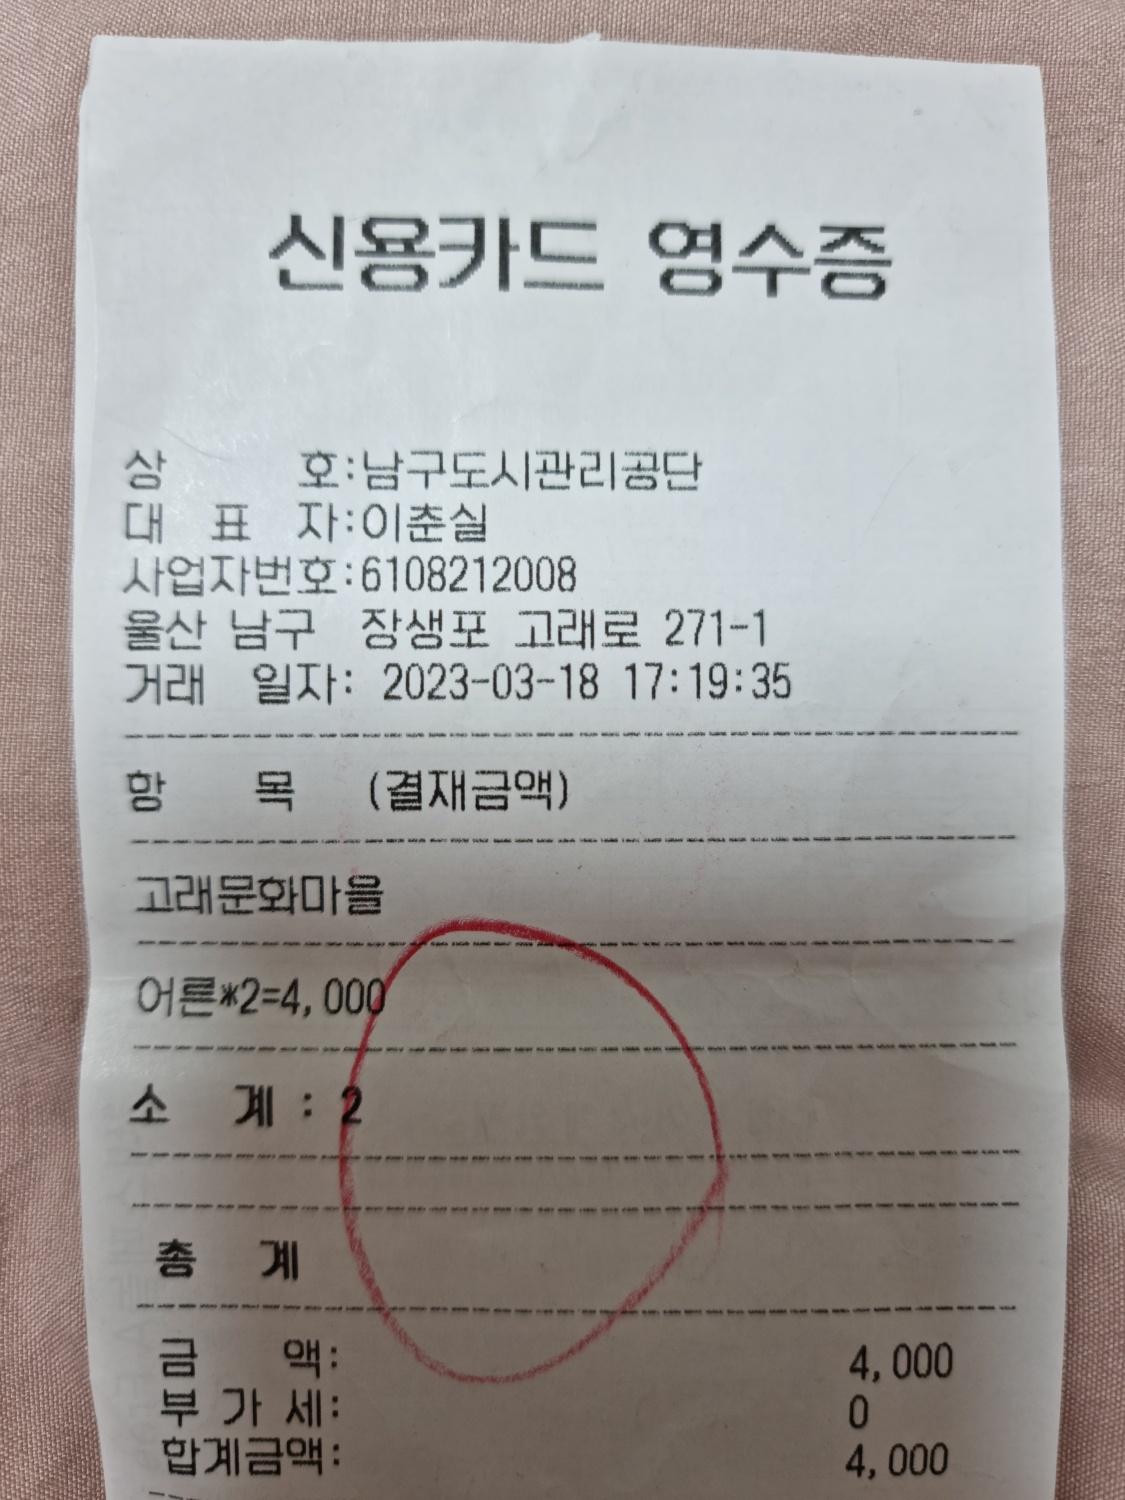 신용카드 영수증
상 호:남구도시관리공단
대 표 자:이춘실
사업자번호:6108212008
울산 남구 장생포 고래로 271-1
거래 일자: 2023-03-18 17:19:35
항 목 (결재금액)
고래문화마을
어른*2=4,000
소 계 : 2
총 계
금 액: 4,000
부 가 세: 0
합계금액: 4,000